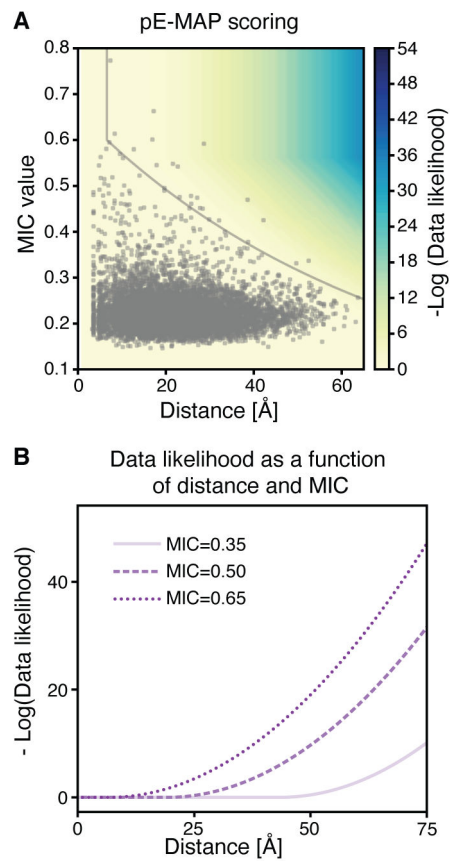 A
pE-MAP scoring
0.8
0.7
0.6
0.5
0.4
0.3
0.2
0.1
MIC value
0 20 40 60
Distance [Å]
54
48
42
36
30
24
18
12
6
0
-Log (Data likelihood)
B
Data likelihood as a function
of distance and MIC
MIC=0.35
MIC=0.50
MIC=0.65
40
20
0
- Log(Data likelihood)
0 25 50 75
Distance [Å]